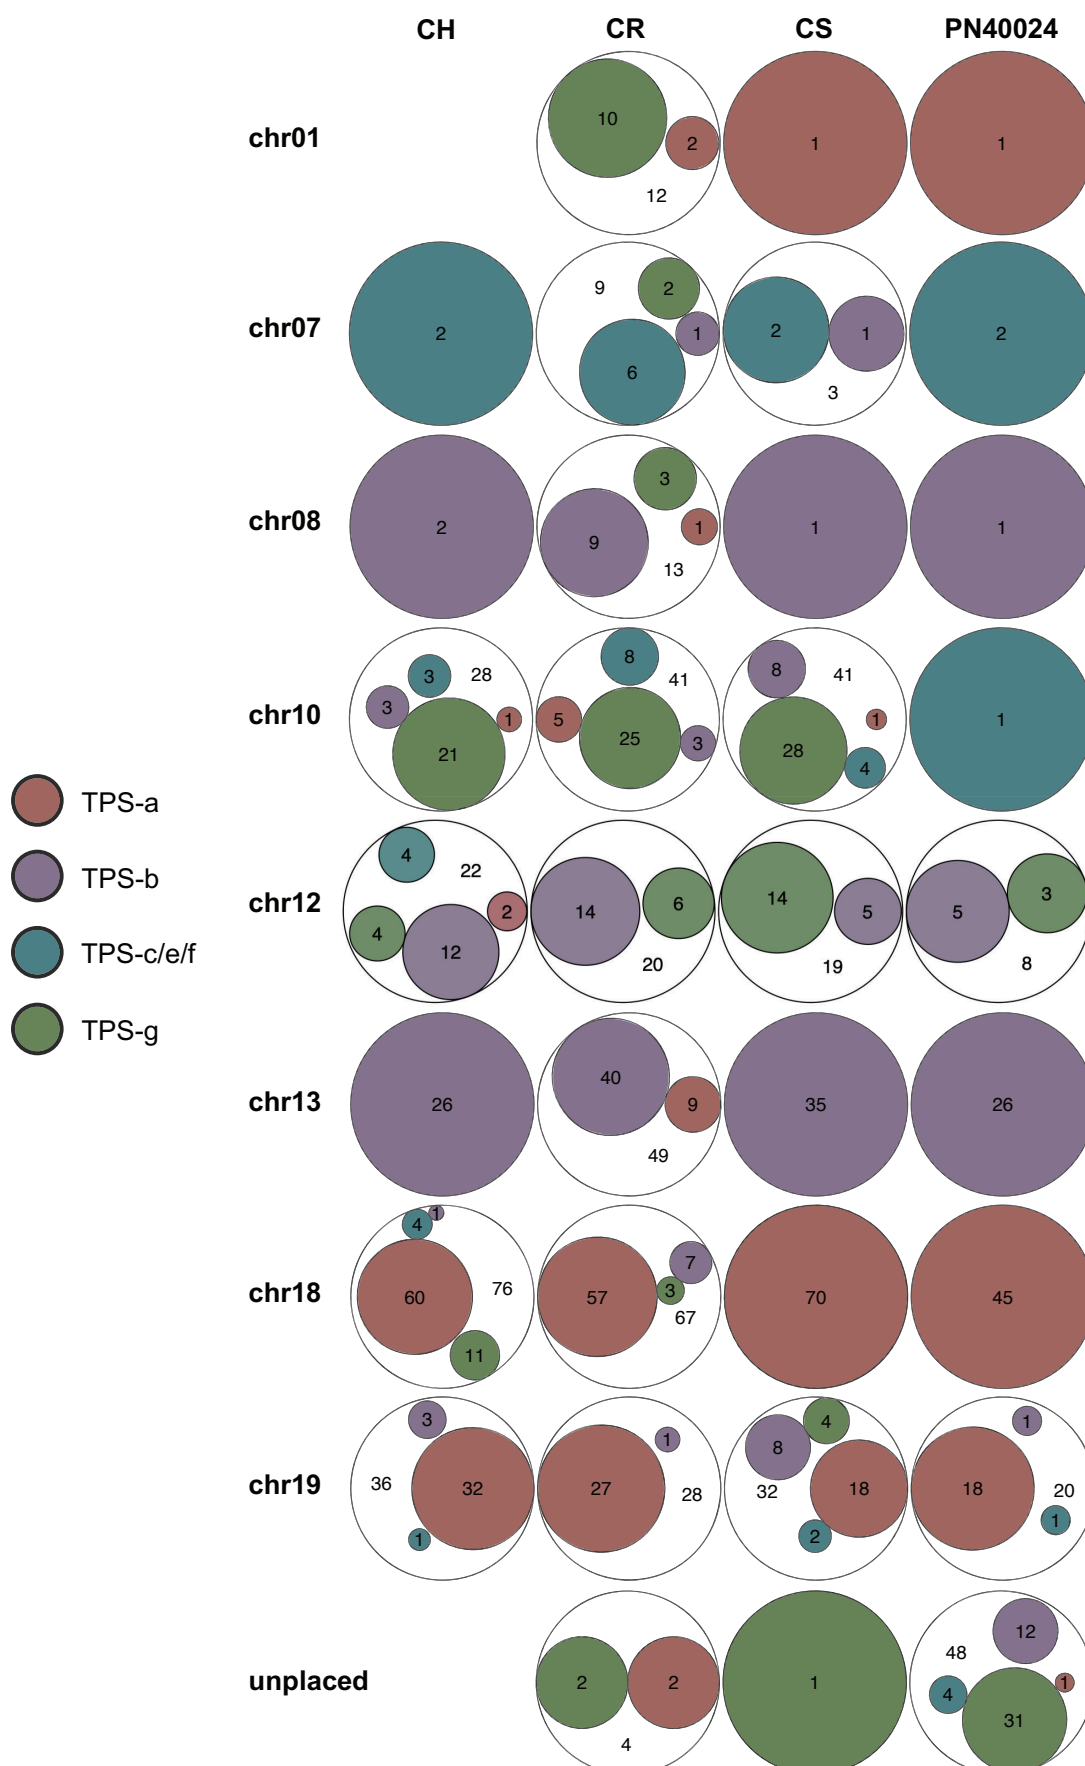 CH CR CS PN40024
chr01 10 2 12 1 1
chr07 2 9 2 1 6 2 1 3 2
chr08 2 3 9 1 13 1 1
chr10 3 28 3 1 21 8 41 5 25 3 8 41 1 28 4 1
chr12 4 22 2 4 12 14 6 20 14 5 19 5 3 8
chr13 26 40 9 49 35 26
chr18 4 1 60 76 11 57 7 3 67 70 45
chr19 3 36 32 1 27 1 28 4 8 32 18 2 1 18 20 1
unplaced 2 2 4 1 12 48 4 1 31
TPS-a
TPS-b
TPS-c/e/f
TPS-g